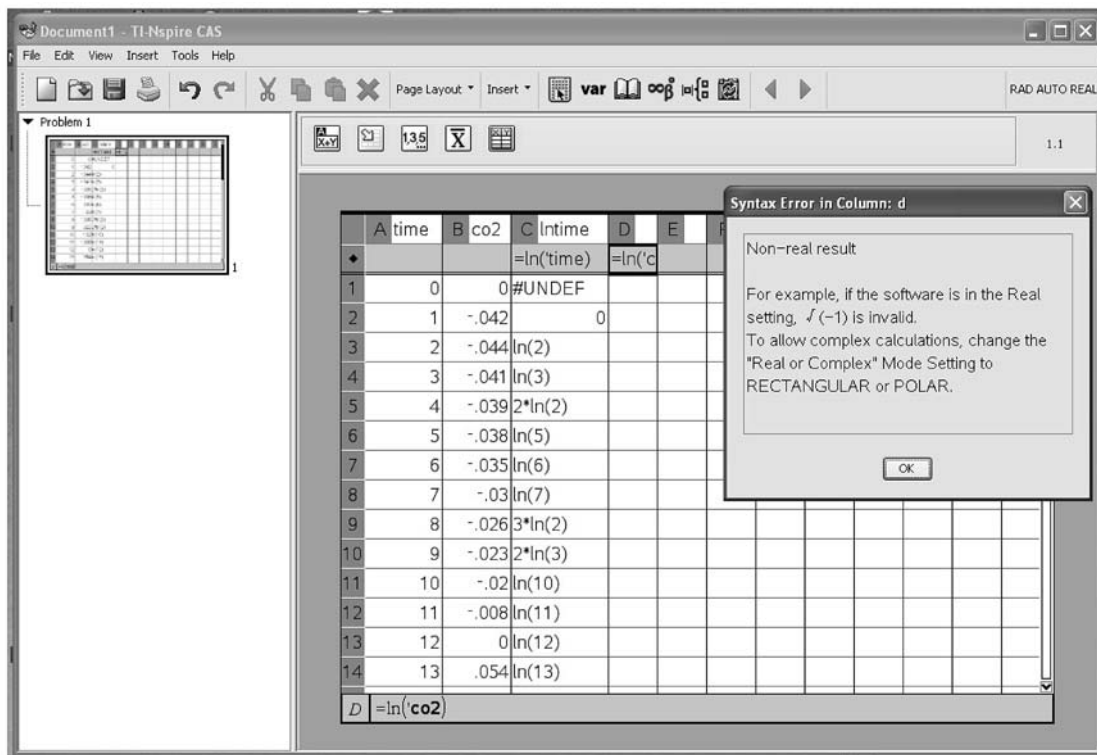 Document1 - TI-Nspire CAS
File Edit View Insert Tools Help
Page Layout Insert var ∞β RAD AUTO REAL
Problem 1
1
A X+Y 1,3.5 X̅ X Y 1.1
A time B co2 C lntime D E
=ln('time) =ln('c
1 0 0 #UNDEF
2 1 -.042 0
3 2 -.044 ln(2)
4 3 -.041 ln(3)
5 4 -.039 2•ln(2)
6 5 -.038 ln(5)
7 6 -.035 ln(6)
8 7 -.03 ln(7)
9 8 -.026 3•ln(2)
10 9 -.023 2•ln(3)
11 10 -.02 ln(10)
12 11 -.008 ln(11)
13 12 0 ln(12)
14 13 .054 ln(13)
D =ln('co2)
Syntax Error in Column: d
Non-real result
For example, if the software is in the Real
setting, √(-1) is invalid.
To allow complex calculations, change the
"Real or Complex" Mode Setting to
RECTANGULAR or POLAR.
OK